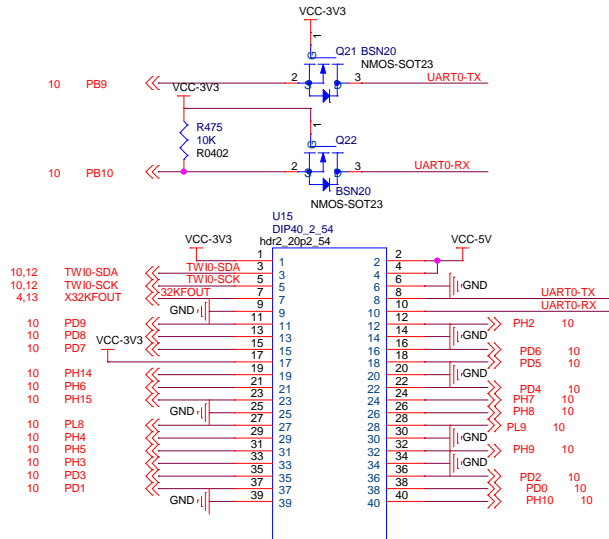 VCC-3V3
1
G
Q21 BSN20
NMOS-SOT23
10 PB9
2 S D 3 UART0-TX
VCC-3V3
R475
10K
R0402
1
G
Q22
10 PB10
2 S D 3 UART0-RX
BSN20
NMOS-SOT23
U15
DIP40_2_54
hdr2_20p2_54
VCC-3V3
VCC-5V
1 1 2 2
10,12 TWI0-SDA TWI0-SDA 3 3 4 4
10,12 TWI0-SCK TWI0-SCK 5 5 6 6 GND
4,13 X32KFOUT 32KFOUT 7 7 8 8 UART0-TX
GND 9 9 10 10 UART0-RX
10 PD9 11 11 12 12 PH2 10
10 PD8 13 13 14 14 GND
10 PD7 15 15 16 16 PD6 10
VCC-3V3 17 17 18 18 PD5 10
10 PH14 19 19 20 20 GND
10 PH6 21 21 22 22 PD4 10
10 PH15 23 23 24 24 PH7 10
GND 25 25 26 26 PH8 10
10 PL8 27 27 28 28 PL9 10
10 PH4 29 29 30 30 GND
10 PH5 31 31 32 32 PH9 10
10 PH3 33 33 34 34 GND
10 PD3 35 35 36 36 PD2 10
10 PD1 37 37 38 38 PD0 10
GND 39 39 40 40 PH10 10